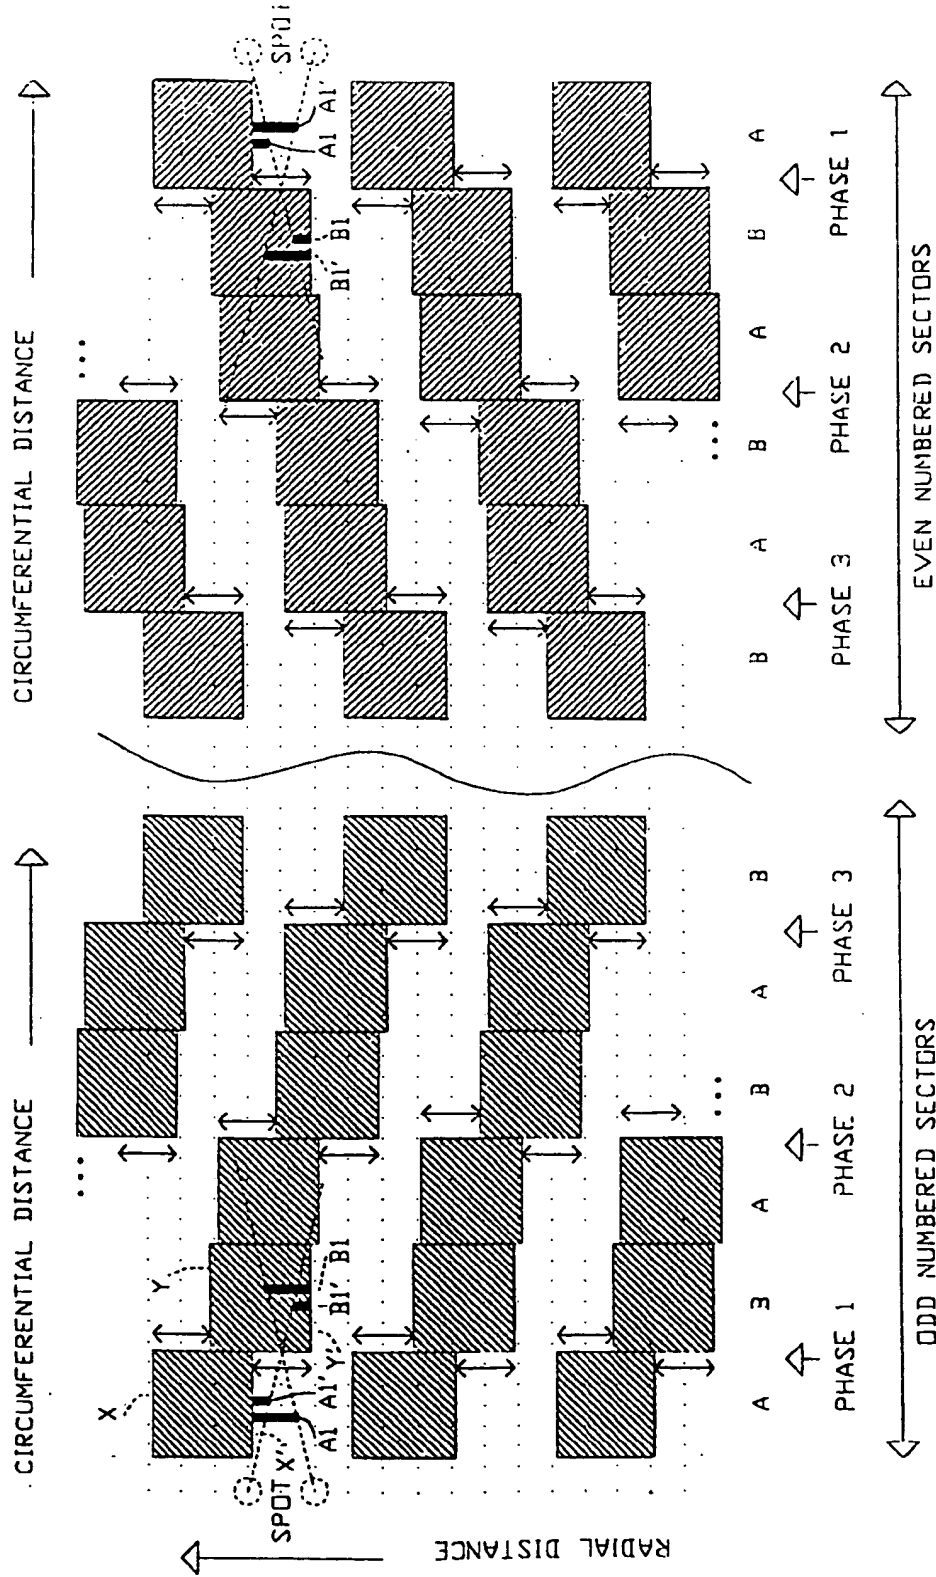 CIRCUMFERENTIAL DISTANCE
CIRCUMFERENTIAL DISTANCE
RADIAL DISTANCE
X
Y
SPOT
X'
A1
A1'
Y'
B1'
B1
...
...
A
B
A
B
A
B
PHASE 1
PHASE 2
PHASE 3
ODD NUMBERED SECTORS
B1'
B1
A1
A1'
...
...
B
A
B
A
B
A
PHASE 3
PHASE 2
PHASE 1
EVEN NUMBERED SECTORS